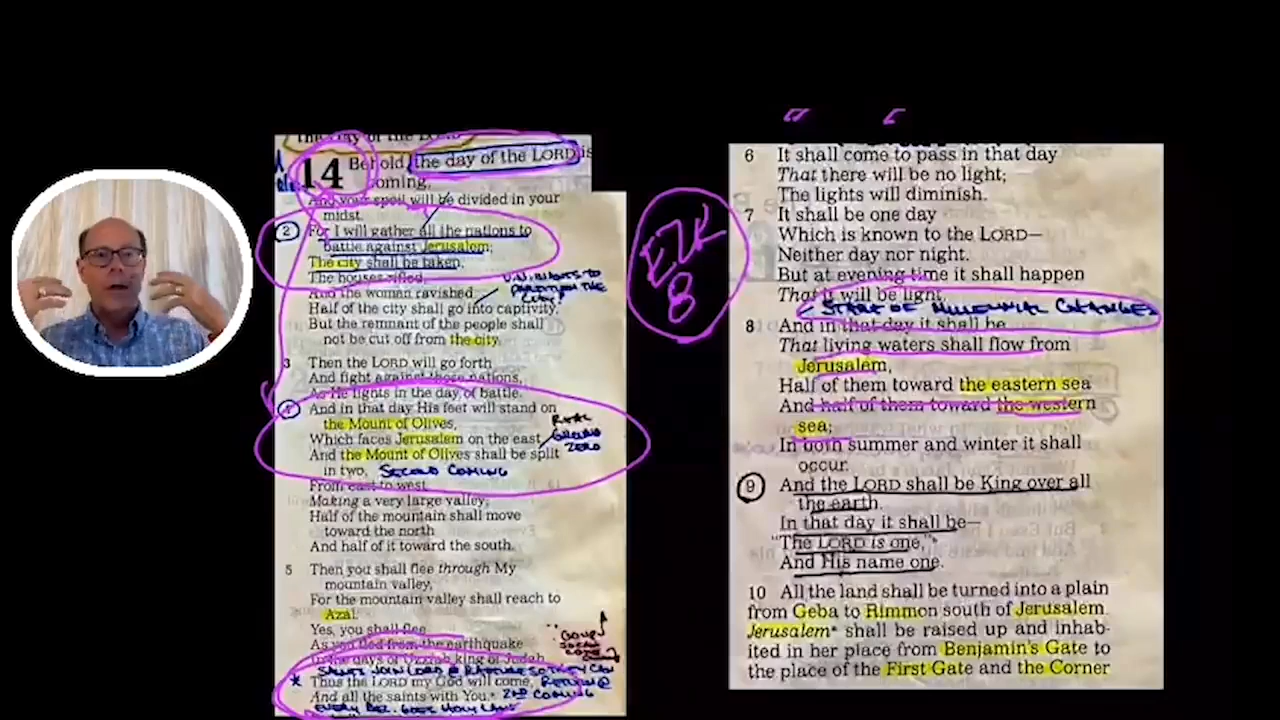 14 Behold, the day of the LORD is
coming,
And your spoil will be divided in your
midst.
2 For I will gather all the nations to
battle against Jerusalem;
The city shall be taken,
The houses rifled,
And the women ravished.
Half of the city shall go into captivity,
But the remnant of the people shall
not be cut off from the city.
U.N. WANTS TO
PARTITION THE
CITY!
3 Then the LORD will go forth
And fight against those nations,
As He fights in the day of battle.
4 And in that day His feet will stand on
the Mount of Olives,
Which faces Jerusalem on the east.
And the Mount of Olives shall be split
in two,
SECOND COMING
REAL
GROUND
ZERO
From east to west,
Making a very large valley;
Half of the mountain shall move
toward the north
And half of it toward the south.
5 Then you shall flee through My
mountain valley,
For the mountain valley shall reach to
Azal.
Yes, you shall flee
As you fled from the earthquake
In the days of Uzziah king of Judah.
Thus the LORD my God will come,
And all the saints with You.*
RETURN @
2ND COMING
EZK
8
6 It shall come to pass in that day
That there will be no light;
The lights will diminish.
7 It shall be one day
Which is known to the LORD—
Neither day nor night.
But at evening time it shall happen
That it will be light.
START OF MILLENNIAL CHANGES
8 And in that day it shall be
That living waters shall flow from
Jerusalem,
Half of them toward the eastern sea
And half of them toward the western
sea;
In both summer and winter it shall
occur.
9 And the LORD shall be King over all
the earth.
In that day it shall be—
"The LORD is one,"*
And His name one.
10 All the land shall be turned into a plain
from Geba to Rimmon south of Jerusalem.
Jerusalem* shall be raised up and inhab-
ited in her place from Benjamin's Gate to
the place of the First Gate and the Corner